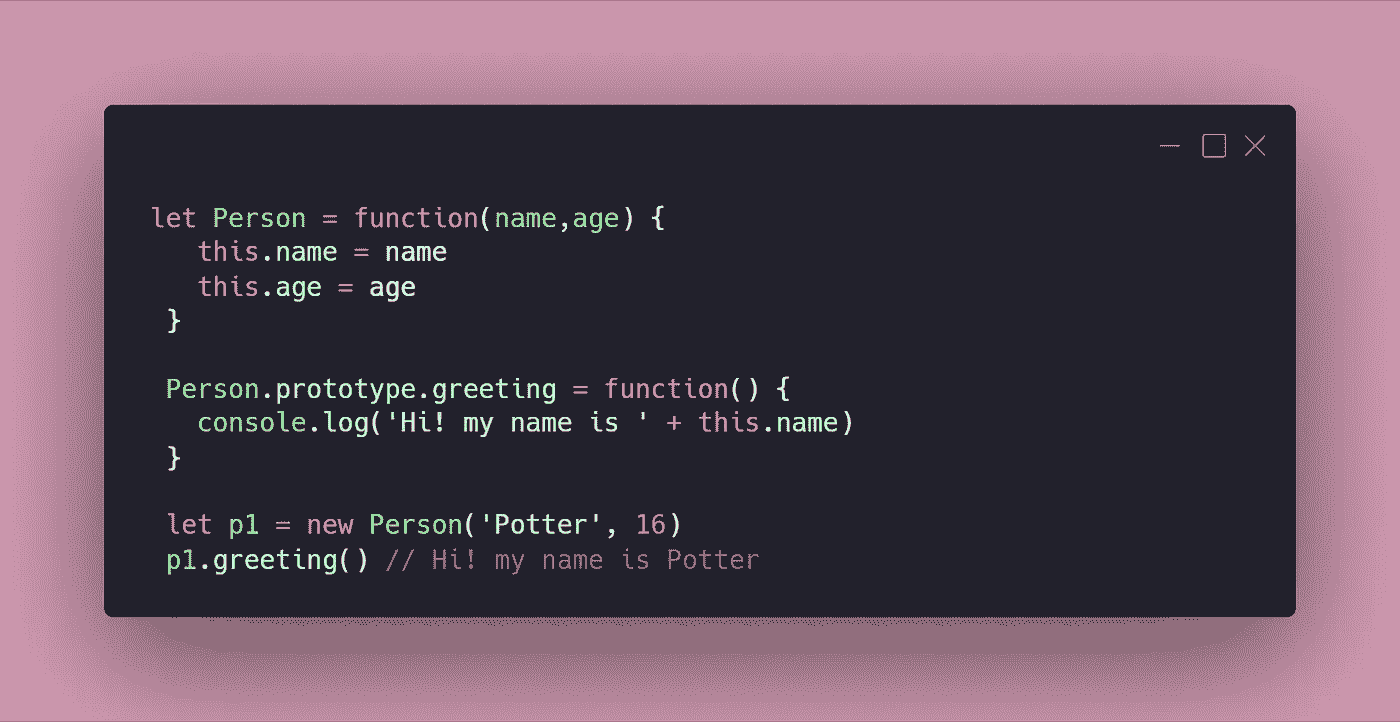 let Person = function(name,age) {
   this.name = name
   this.age = age
 }

 Person.prototype.greeting = function() {
   console.log('Hi! my name is ' + this.name)
 }

 let p1 = new Person('Potter', 16)
 p1.greeting() // Hi! my name is Potter